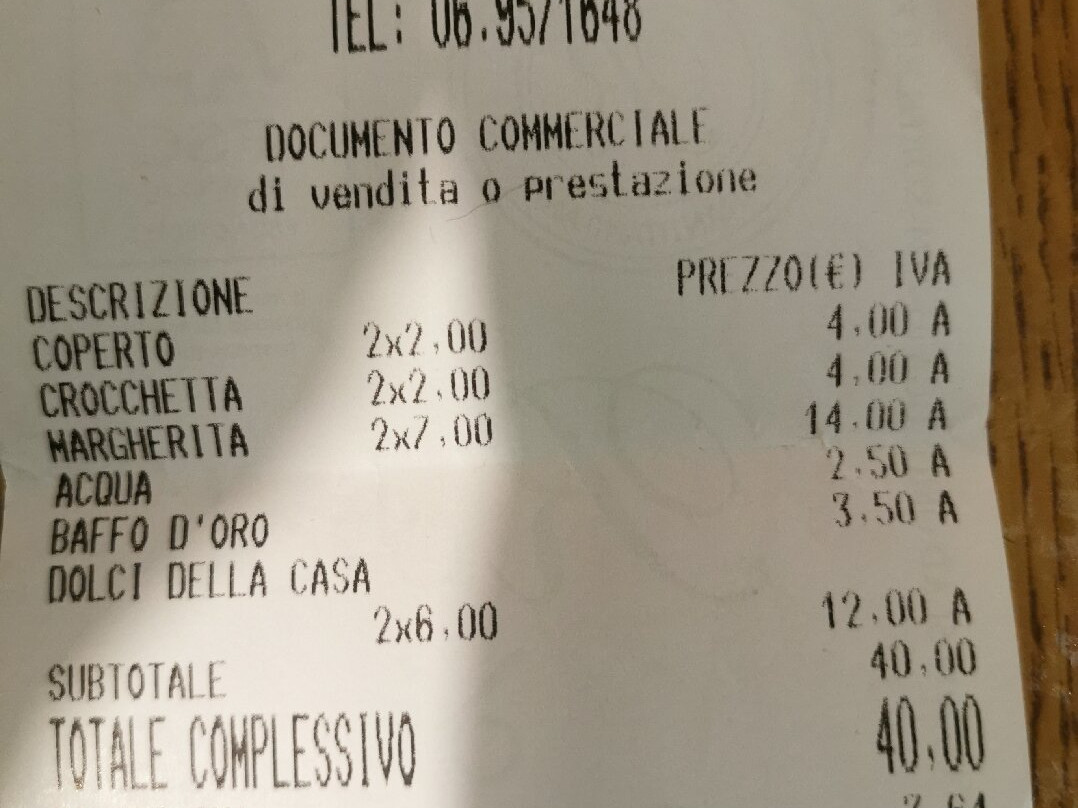 TEL: 06.9571648
DOCUMENTO COMMERCIALE
di vendita o prestazione
DESCRIZIONE PREZZO(€) IVA
COPERTO 2x2,00 4,00 A
CROCCHETTA 2x2,00 4,00 A
MARGHERITA 2x7,00 14,00 A
ACQUA 2,50 A
BAFFO D'ORO 3,50 A
DOLCI DELLA CASA
2x6,00 12,00 A
SUBTOTALE 40,00
TOTALE COMPLESSIVO 40,00